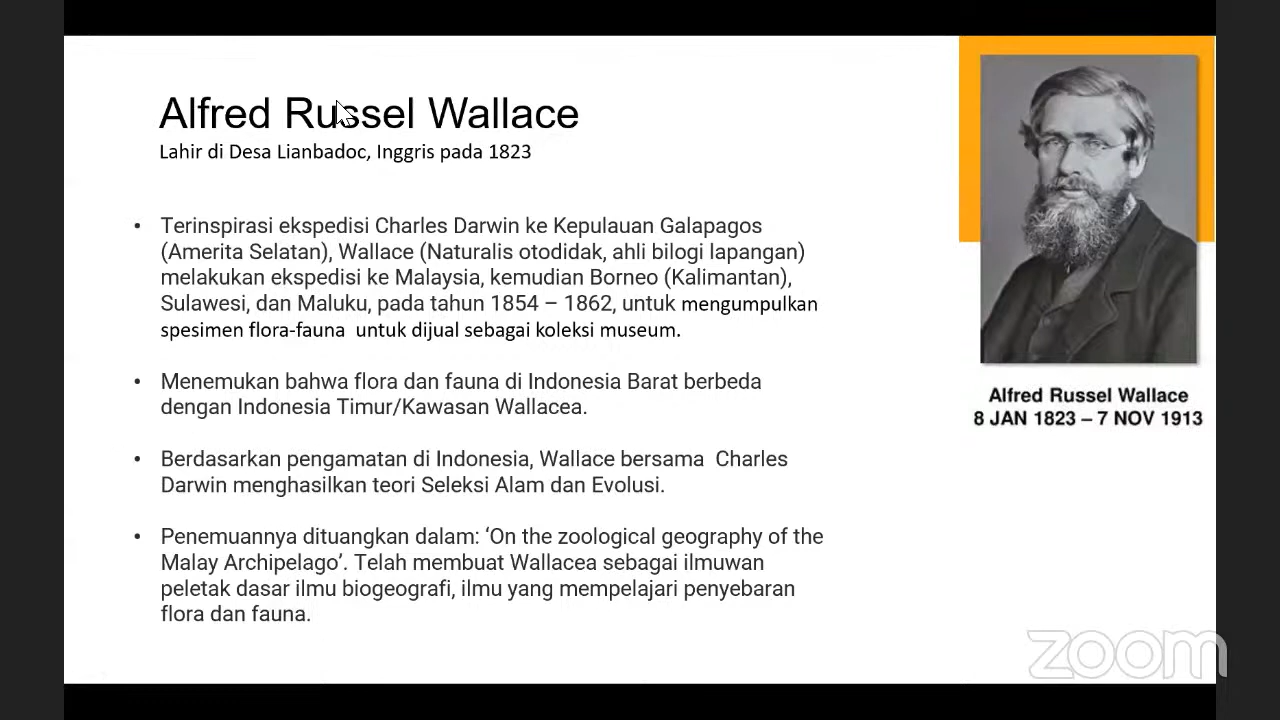 Alfred Russel Wallace
Lahir di Desa Lianbadoc, Inggris pada 1823
• Terinspirasi ekspedisi Charles Darwin ke Kepulauan Galapagos
(Amerita Selatan), Wallace (Naturalis otodidak, ahli bilogi lapangan)
melakukan ekspedisi ke Malaysia, kemudian Borneo (Kalimantan),
Sulawesi, dan Maluku, pada tahun 1854 – 1862, untuk mengumpulkan
spesimen flora-fauna  untuk dijual sebagai koleksi museum.
• Menemukan bahwa flora dan fauna di Indonesia Barat berbeda
dengan Indonesia Timur/Kawasan Wallacea.
• Berdasarkan pengamatan di Indonesia, Wallace bersama  Charles
Darwin menghasilkan teori Seleksi Alam dan Evolusi.
• Penemuannya dituangkan dalam: ‘On the zoological geography of the
Malay Archipelago’. Telah membuat Wallacea sebagai ilmuwan
peletak dasar ilmu biogeografi, ilmu yang mempelajari penyebaran
flora dan fauna.
Alfred Russel Wallace
8 JAN 1823 – 7 NOV 1913
zoom